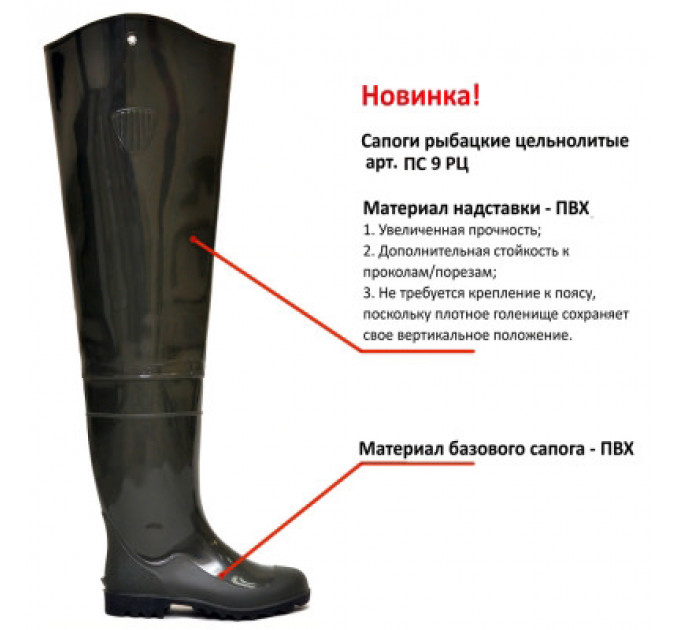 Новинка!
Сапоги рыбацкие цельнолитые
арт. ПС 9 РЦ
Материал надставки - ПВХ
1. Увеличенная прочность;
2. Дополнительная стойкость к
проколам/порезам;
3. Не требуется крепление к поясу,
поскольку плотное голенище сохраняет
свое вертикальное положение.
Материал базового сапога - ПВХ